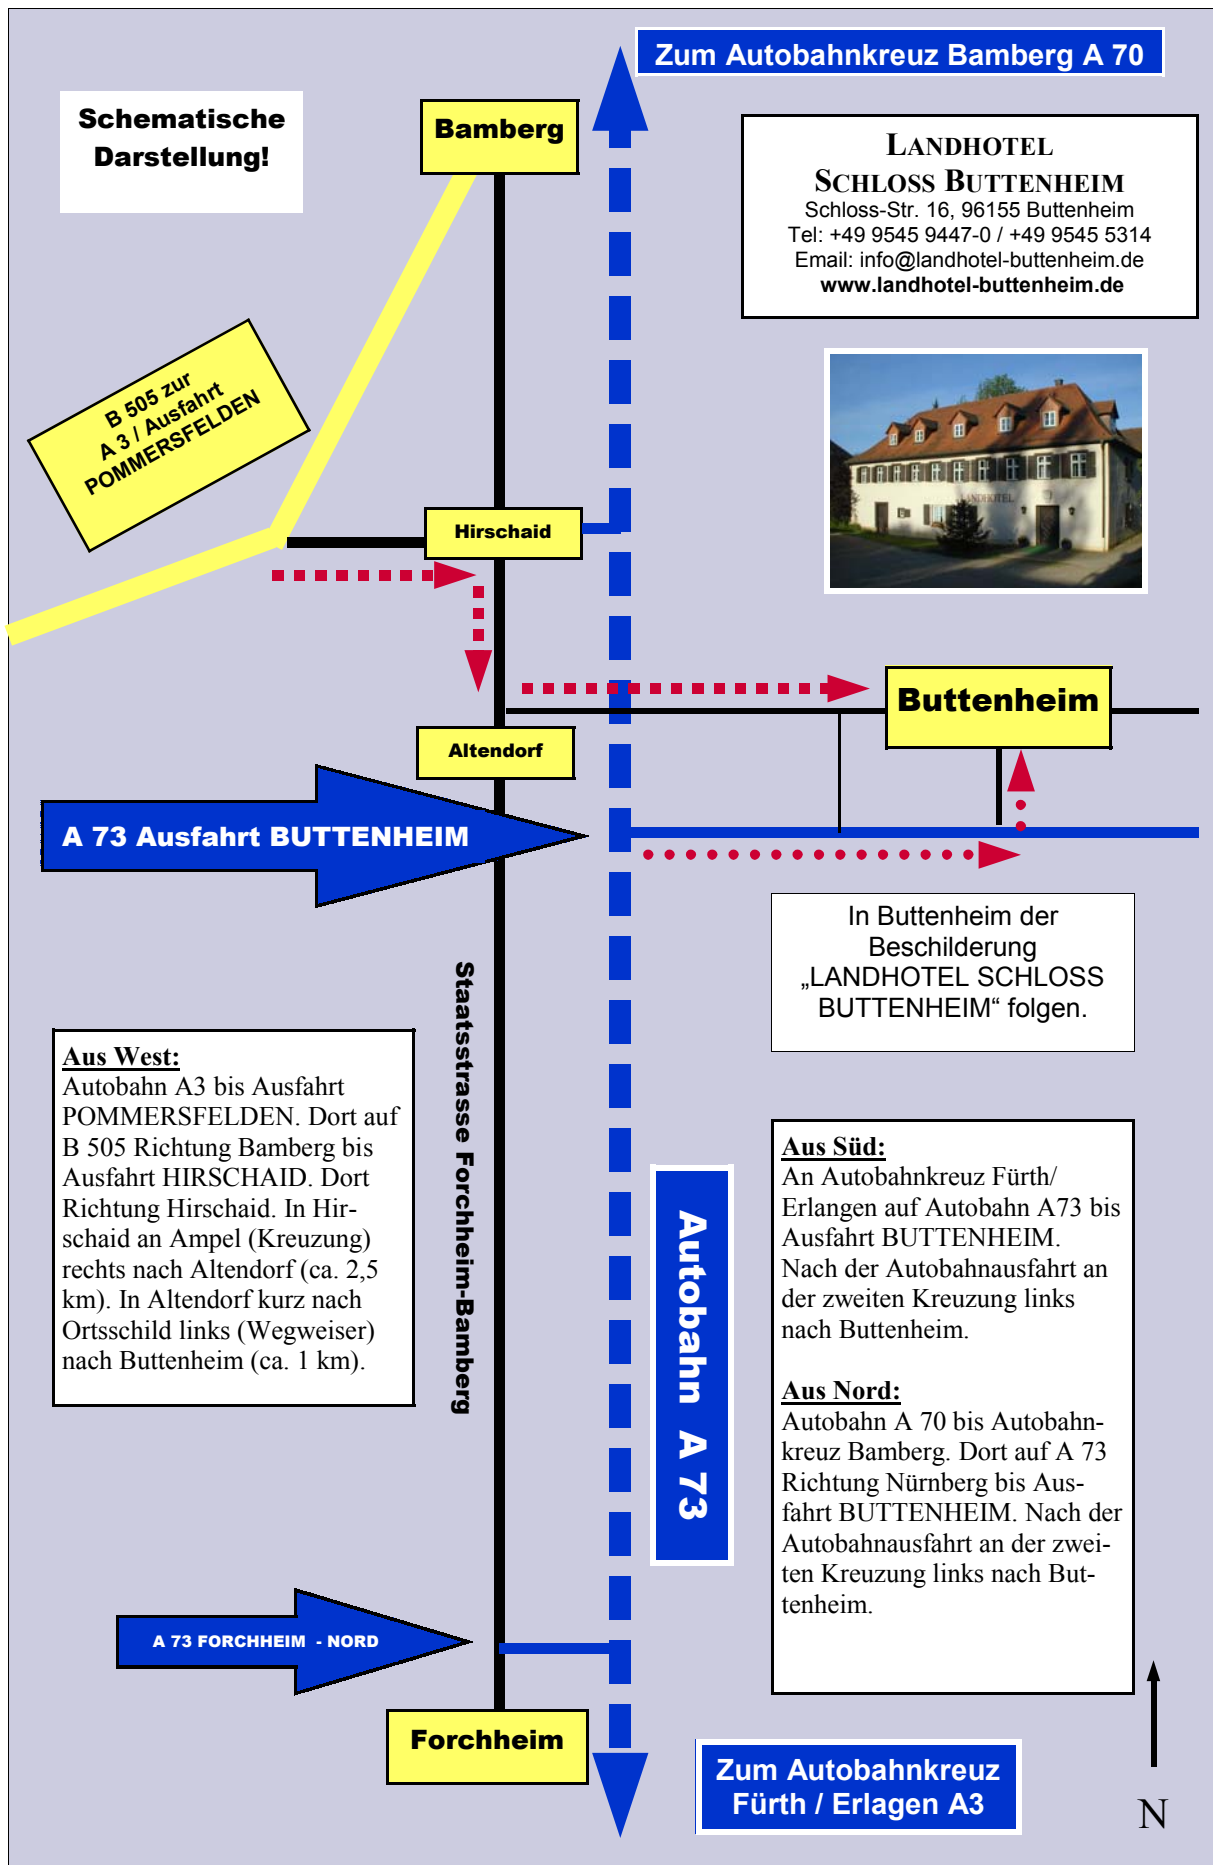 Zum Autobahnkreuz Bamberg A 70
Schematische
Darstellung!
Bamberg
LANDHOTEL
SCHLOSS BUTTENHEIM
Schloss-Str. 16, 96155 Buttenheim
Tel: +49 9545 9447-0 / +49 9545 5314
Email: info@landhotel-buttenheim.de
www.landhotel-buttenheim.de
B 505 zur
A 3 / Ausfahrt
POMMERSFELDEN
LANDHOTEL
Hirschaid
Buttenheim
Altendorf
A 73 Ausfahrt BUTTENHEIM
In Buttenheim der
Beschilderung
„LANDHOTEL SCHLOSS
BUTTENHEIM“ folgen.
Staatsstrasse Forchheim-Bamberg
Aus West:
Autobahn A3 bis Ausfahrt
POMMERSFELDEN. Dort auf
B 505 Richtung Bamberg bis
Ausfahrt HIRSCHAID. Dort
Richtung Hirschaid. In Hir-
schaid an Ampel (Kreuzung)
rechts nach Altendorf (ca. 2,5
km). In Altendorf kurz nach
Ortsschild links (Wegweiser)
nach Buttenheim (ca. 1 km).
Autobahn A 73
Aus Süd:
An Autobahnkreuz Fürth/
Erlangen auf Autobahn A73 bis
Ausfahrt BUTTENHEIM.
Nach der Autobahnausfahrt an
der zweiten Kreuzung links
nach Buttenheim.
Aus Nord:
Autobahn A 70 bis Autobahn-
kreuz Bamberg. Dort auf A 73
Richtung Nürnberg bis Aus-
fahrt BUTTENHEIM. Nach der
Autobahnausfahrt an der zwei-
ten Kreuzung links nach But-
tenheim.
A 73 FORCHHEIM - NORD
Forchheim
Zum Autobahnkreuz
Fürth / Erlagen A3
N